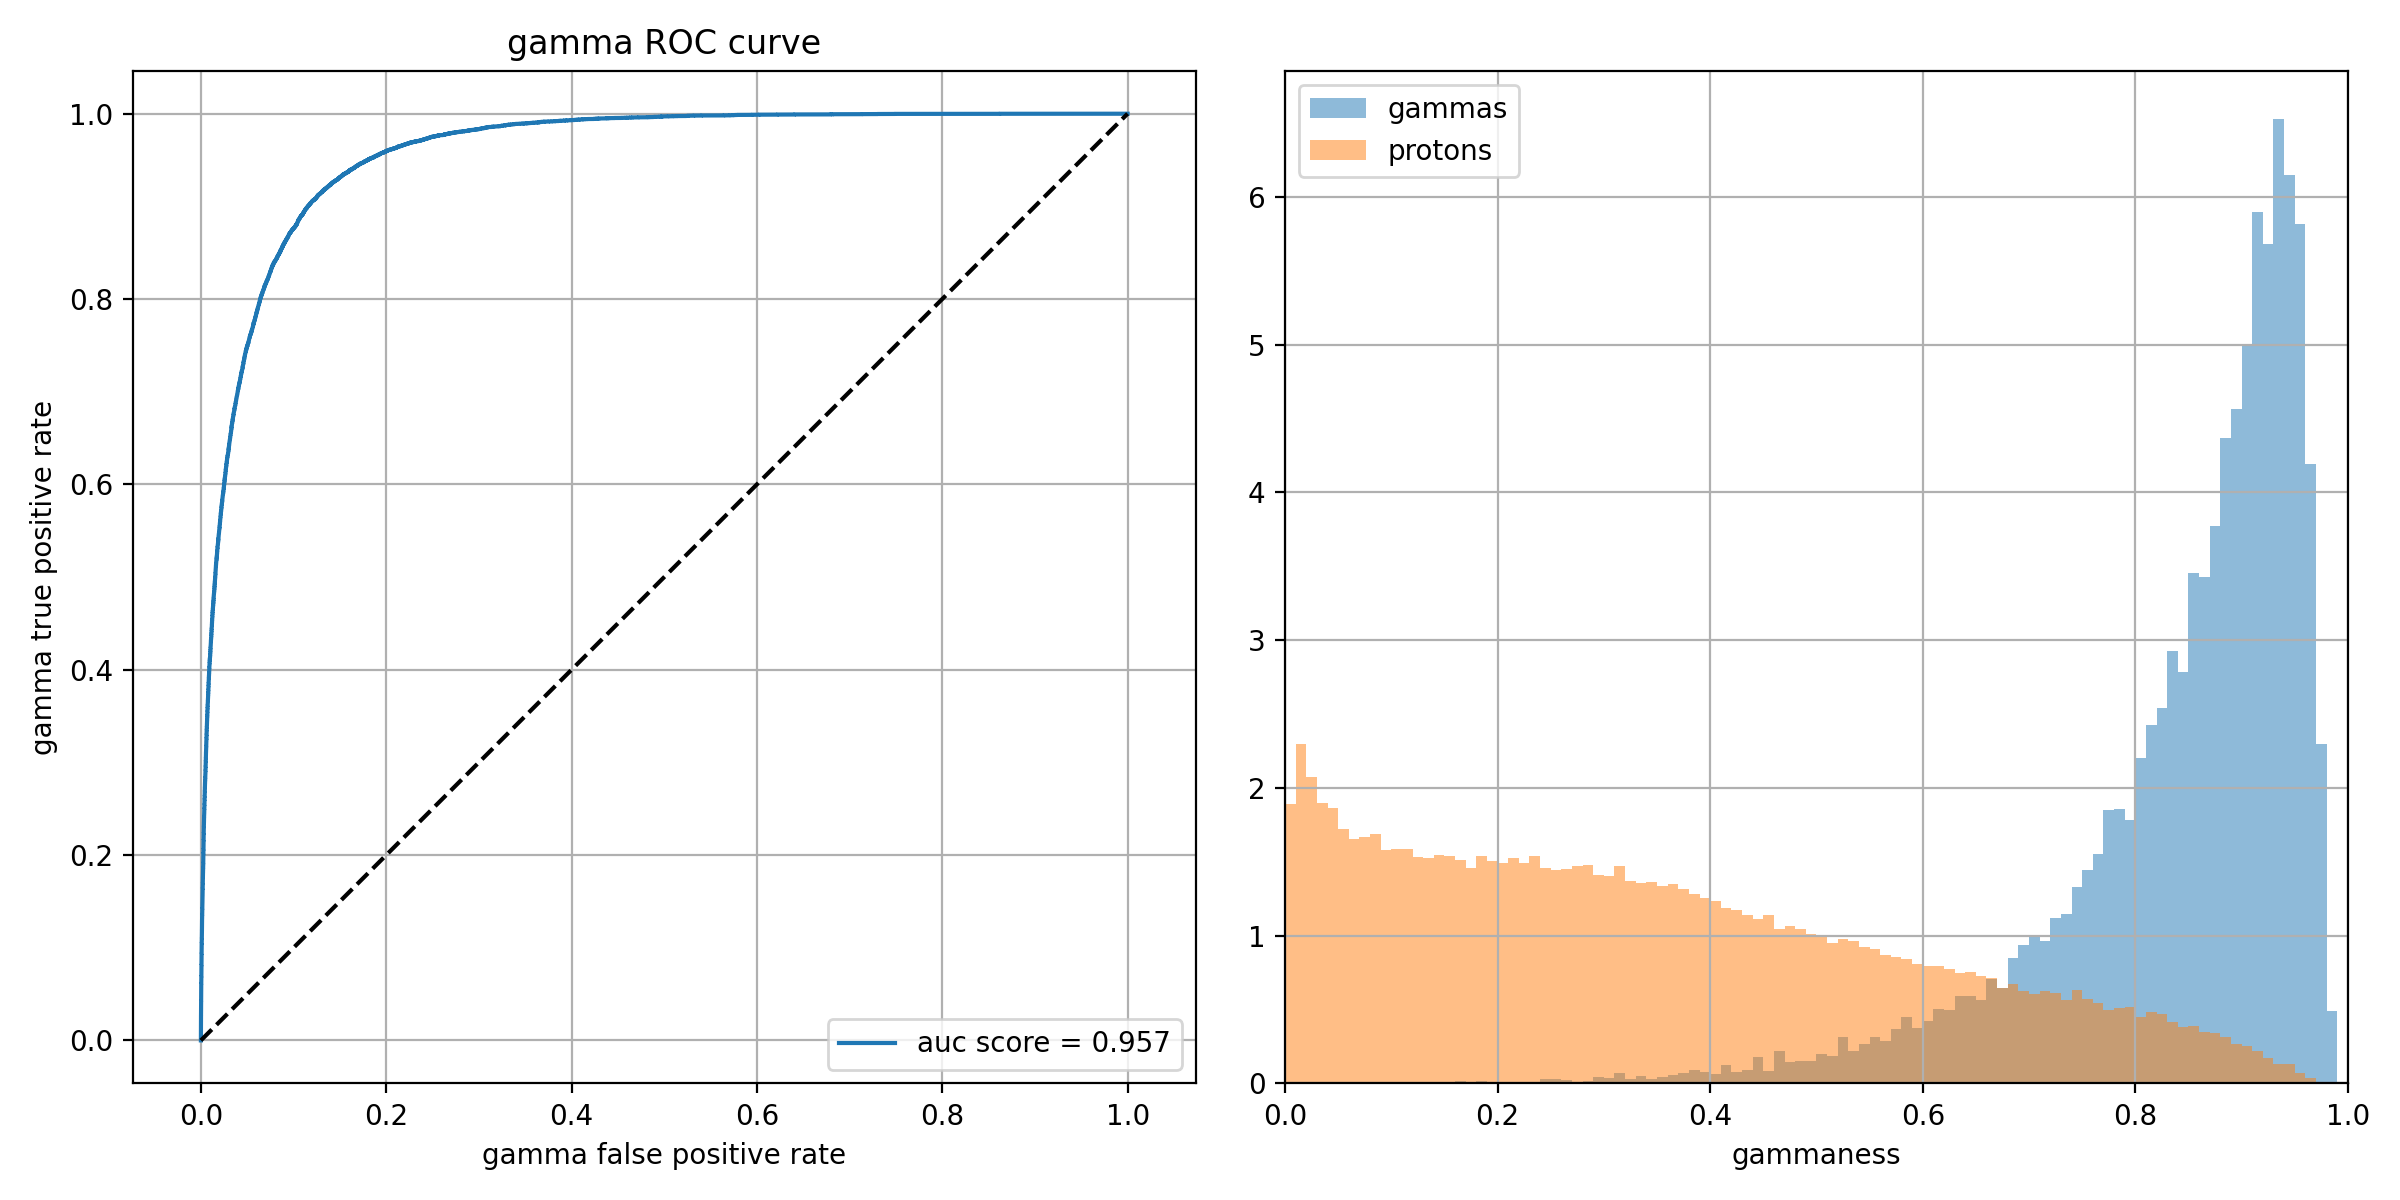 gamma ROC curve
gamma true positive rate
1.0
0.8
0.6
0.4
0.2
0.0
auc score = 0.957
0.0 0.2 0.4 0.6 0.8 1.0
gamma false positive rate
gammas
protons
6
5
4
3
2
1
0
0.0 0.2 0.4 0.6 0.8 1.0
gammaness